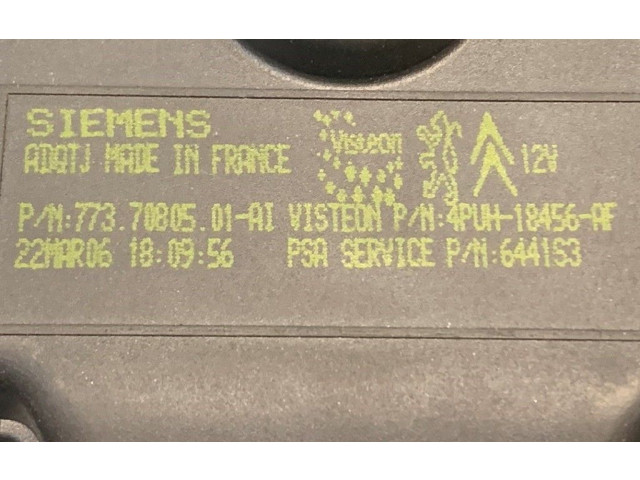 SIEMENS
ADQTJ MADE IN FRANCE Visteon 12V
P/N:773.70805.01-AI VISTEON P/N:4PUH-18456-AF
22MAR06 18:09:56 PSA SERVICE P/N:6441S3